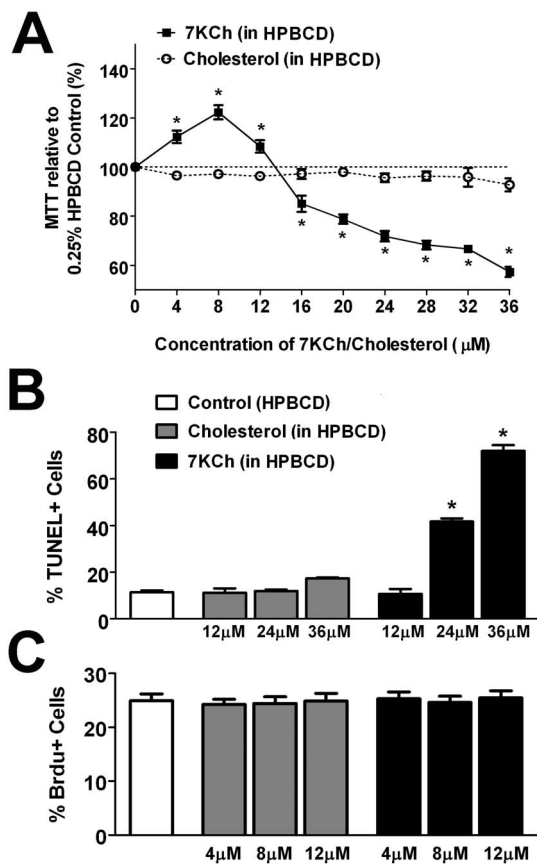 A
7KCh (in HPBCD)
Cholesterol (in HPBCD)
MTT relative to
0.25% HPBCD Control (%)
140
120
100
80
60
* * * * * * * * *
0 4 8 12 16 20 24 28 32 36
Concentration of 7KCh/Cholesterol ( μM)
B
Control (HPBCD)
Cholesterol (in HPBCD)
7KCh (in HPBCD)
% TUNEL+ Cells
80
60
40
20
0
* *
12μM 24μM 36μM 12μM 24μM 36μM
C
% Brdu+ Cells
30
20
10
0
4μM 8μM 12μM 4μM 8μM 12μM